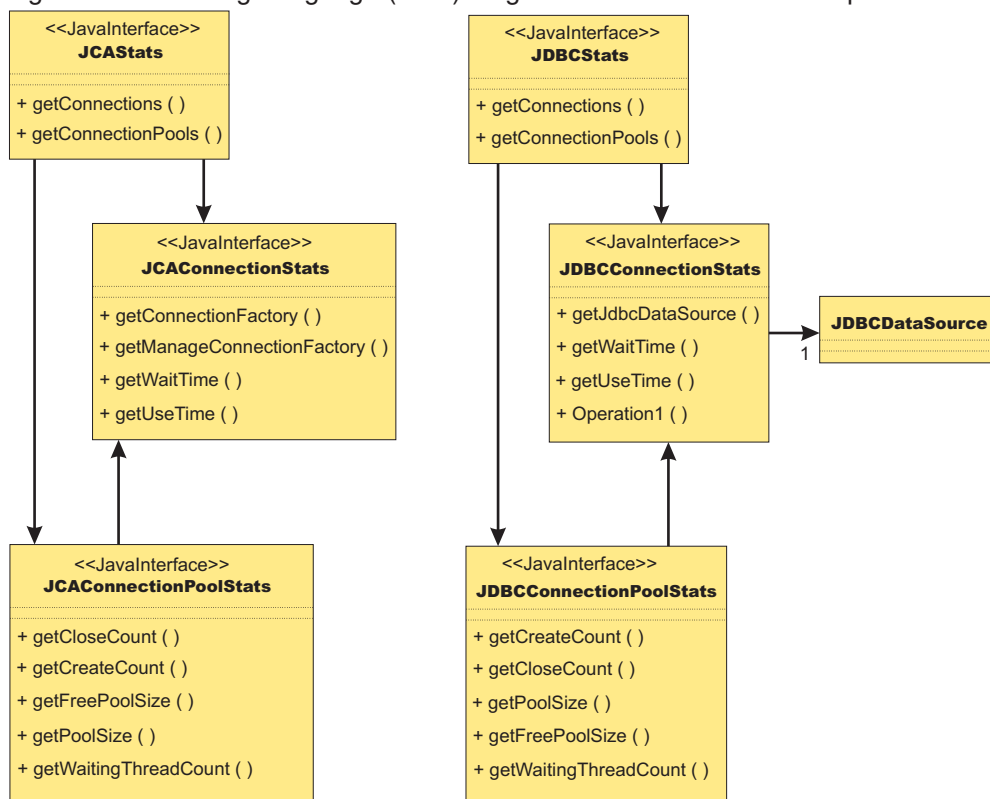 <<JavaInterface>>
JCAStats
+ getConnections ( )
+ getConnectionPools ( )
<<JavaInterface>>
JDBCStats
+ getConnections ( )
+ getConnectionPools ( )
<<JavaInterface>>
JCAConnectionStats
+ getConnectionFactory ( )
+ getManageConnectionFactory ( )
+ getWaitTime ( )
+ getUseTime ( )
<<JavaInterface>>
JDBCConnectionStats
+ getJdbcDataSource ( )
+ getWaitTime ( )
+ getUseTime ( )
+ Operation1 ( )
1
JDBCDataSource
<<JavaInterface>>
JCAConnectionPoolStats
+ getCloseCount ( )
+ getCreateCount ( )
+ getFreePoolSize ( )
+ getPoolSize ( )
+ getWaitingThreadCount ( )
<<JavaInterface>>
JDBCConnectionPoolStats
+ getCreateCount ( )
+ getCloseCount ( )
+ getPoolSize ( )
+ getFreePoolSize ( )
+ getWaitingThreadCount ( )